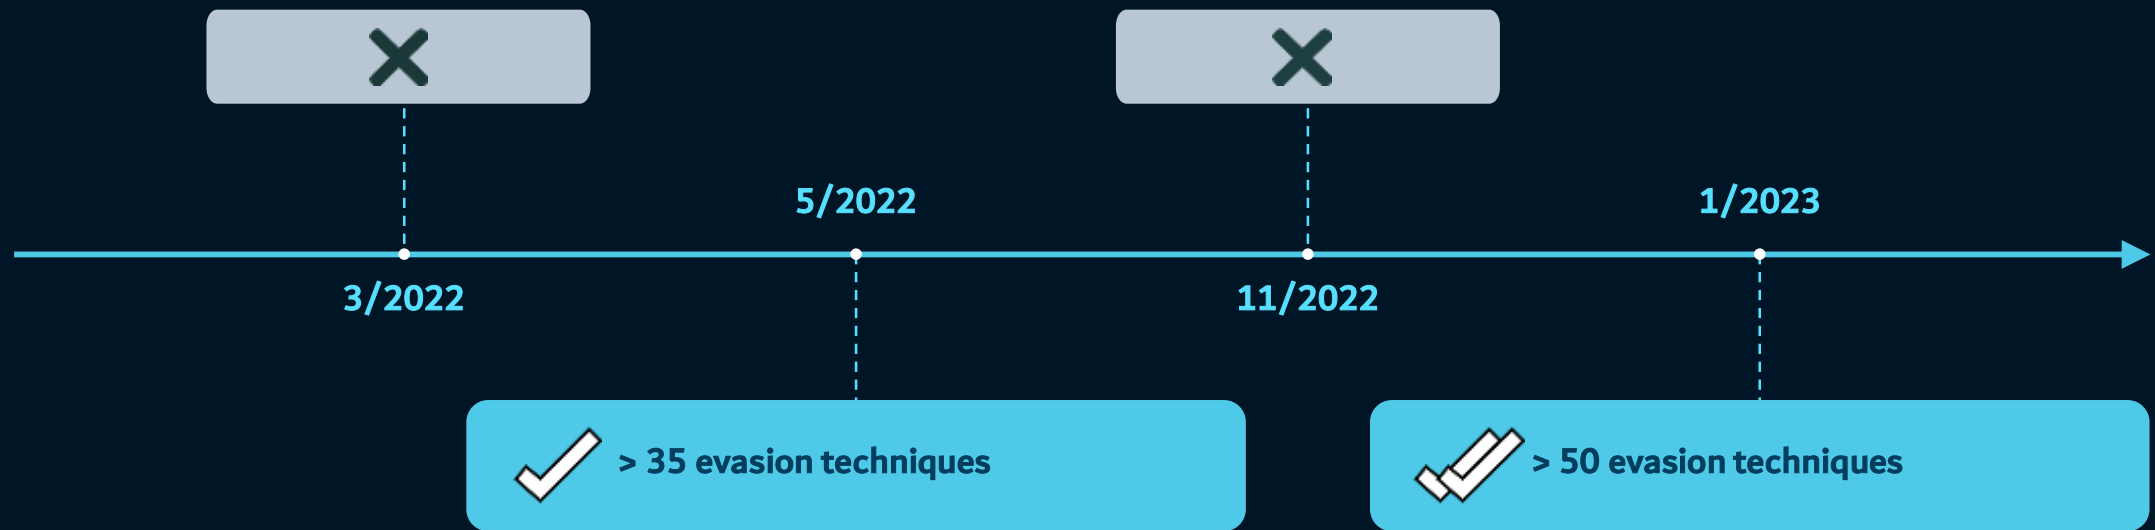 5/2022
1/2023
3/2022
11/2022
> 35 evasion techniques
> 50 evasion techniques